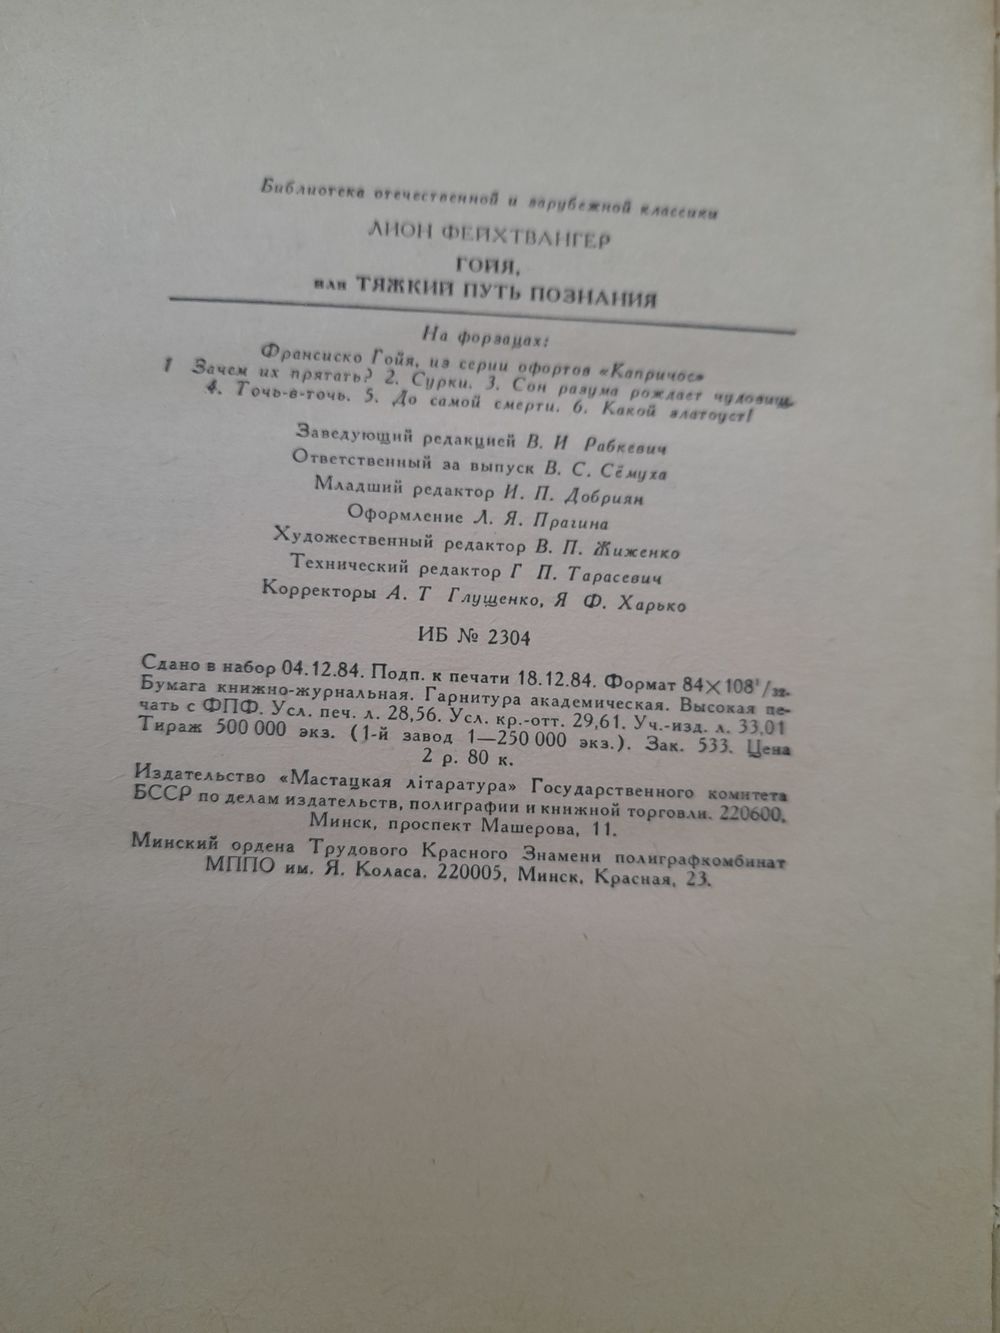 Библиотека отечественной и зарубежной классики
ЛИОН ФЕЙХТВАНГЕР
ГОЙЯ,
или ТЯЖКИЙ ПУТЬ ПОЗНАНИЯ
На форзацах:
Франсиско Гойя, из серии офортов «Капричос»
1 Зачем их прятать? 2. Сурки. 3. Сон разума рождает чудовищ.
4. Точь-в-точь. 5. До самой смерти. 6. Какой златоуст!
Заведующий редакцией В. И Рабкевич
Ответственный за выпуск В. С. Сёмуха
Младший редактор И. П. Добриян
Оформление Л. Я. Прагина
Художественный редактор В. П. Жиженко
Технический редактор Г П. Тарасевич
Корректоры А. Т Глущенко, Я Ф. Харько
ИБ № 2304
Сдано в набор 04.12.84. Подп. к печати 18.12.84. Формат 84×108¹/₃₂.
Бумага книжно-журнальная. Гарнитура академическая. Высокая пе-
чать с ФПФ. Усл. печ. л. 28,56. Усл. кр.-отт. 29,61. Уч.-изд. л. 33,01
Тираж 500 000 экз. (1-й завод 1—250 000 экз.). Зак. 533. Цена
2 р. 80 к.
Издательство «Мастацкая літаратура» Государственного комитета
БССР по делам издательств, полиграфии и книжной торговли. 220600,
Минск, проспект Машерова, 11.
Минский ордена Трудового Красного Знамени полиграфкомбинат
МППО им. Я. Коласа. 220005, Минск, Красная, 23.